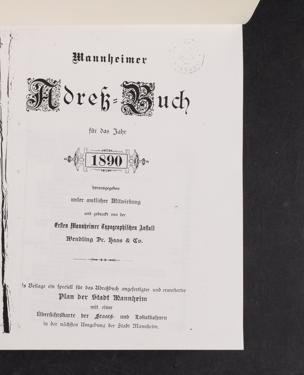 Mannheimer
Adreß-Buch
für das Jahr
1890
herausgegeben
unter amtlicher Mitwirkung
und gedruckt von der
Ersten Mannheimer Typographischen Anstalt
Wendling Dr. Haas & Co.
Beilage ein speciell für das Adreßbuch angefertigter und erweiterter
Plan der Stadt Mannheim
mit einer
Übersichtskarte der und Lokalbahnen
in der nächsten Umgebung der Stadt Mannheim.